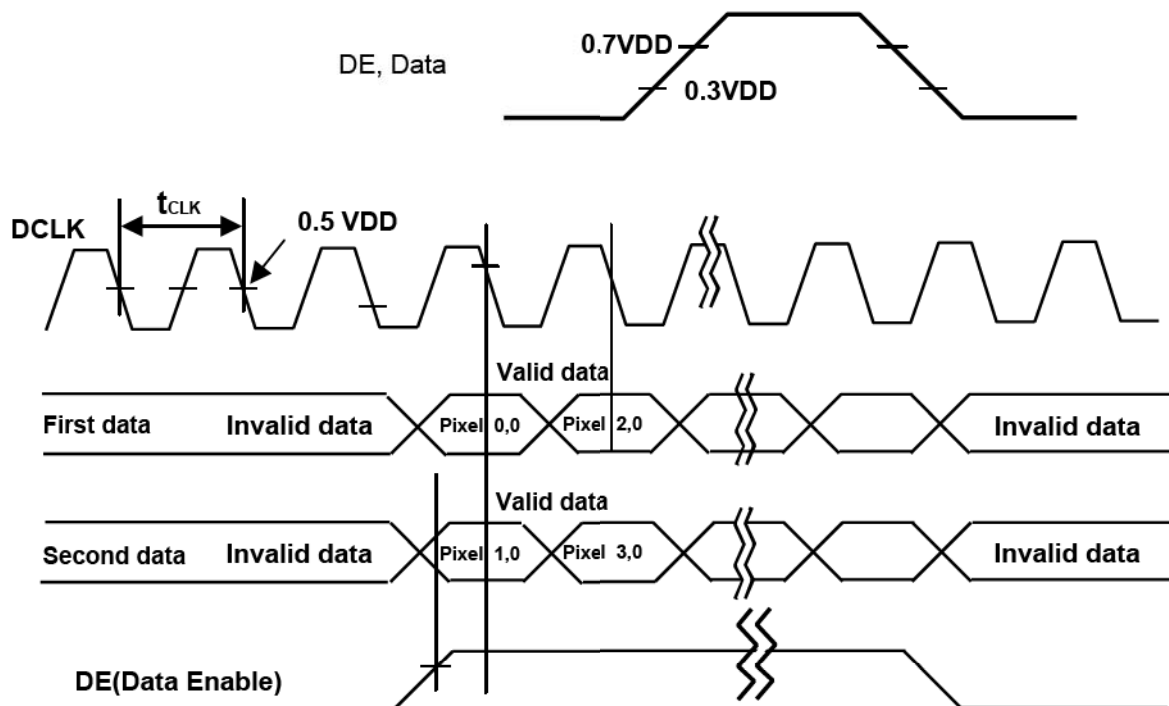 0.7VDD
DE, Data
0.3VDD
tCLK
DCLK
0.5 VDD
Valid data
First data
Invalid data
Pixel 0,0
Pixel 2,0
Invalid data
Valid data
Second data
Invalid data
Pixel 1,0
Pixel 3,0
Invalid data
DE(Data Enable)